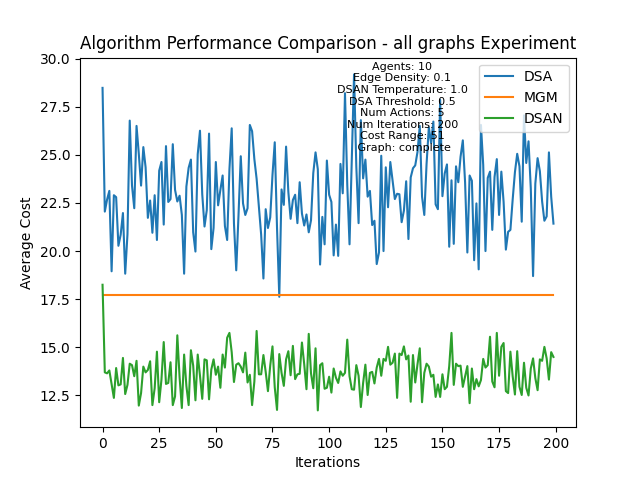 Algorithm Performance Comparison - all graphs Experiment
Agents: 10
Edge Density: 0.1
DSAN Temperature: 1.0
DSA Threshold: 0.5
Num Actions: 5
Num Iterations: 200
Cost Range: 51
Graph: complete
DSA
MGM
DSAN
Average Cost
30.0
27.5
25.0
22.5
20.0
17.5
15.0
12.5
0 25 50 75 100 125 150 175 200
Iterations